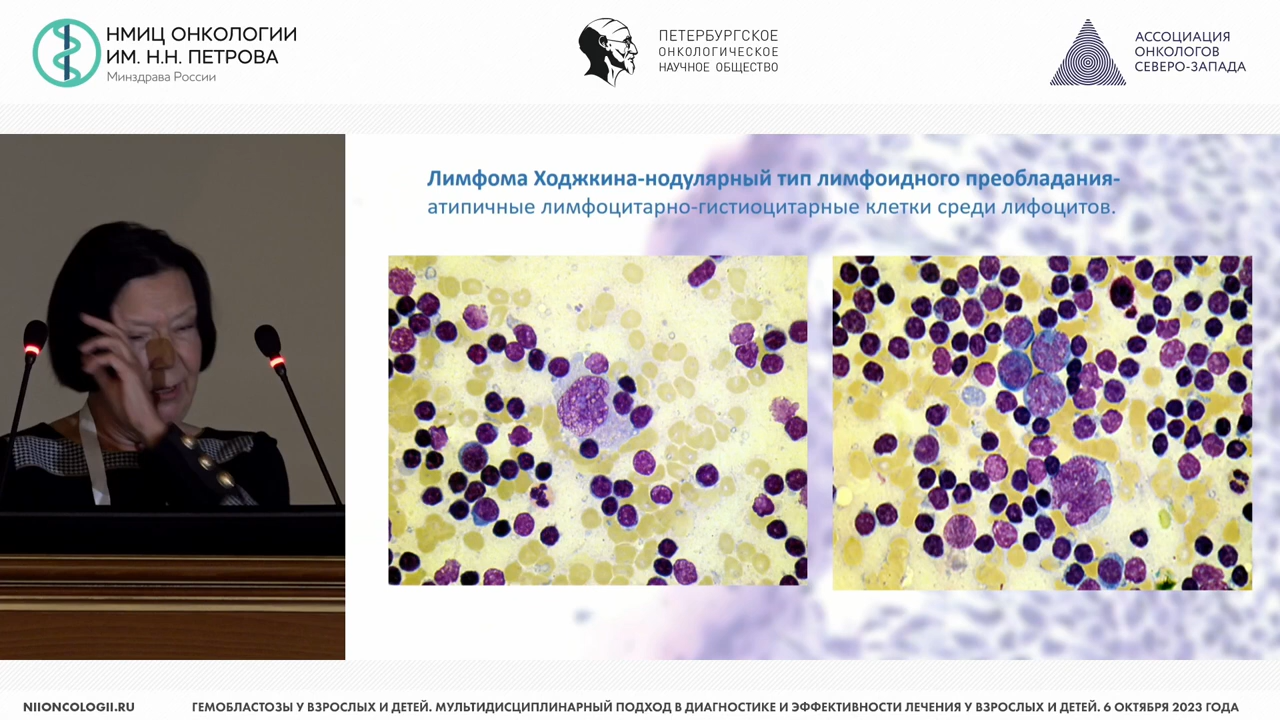 НМИЦ ОНКОЛОГИИ
ИМ. Н.Н. ПЕТРОВА
Минздрава России
ПЕТЕРБУРГСКОЕ
ОНКОЛОГИЧЕСКОЕ
НАУЧНОЕ ОБЩЕСТВО
АССОЦИАЦИЯ
ОНКОЛОГОВ
СЕВЕРО-ЗАПАДА
Лимфома Ходжкина-нодулярный тип лимфоидного преобладания-
атипичные лимфоцитарно-гистиоцитарные клетки среди лифоцитов.
NIIONCOLOGII.RU
ГЕМОБЛАСТОЗЫ У ВЗРОСЛЫХ И ДЕТЕЙ. МУЛЬТИДИСЦИПЛИНАРНЫЙ ПОДХОД В ДИАГНОСТИКЕ И ЭФФЕКТИВНОСТИ ЛЕЧЕНИЯ У ВЗРОСЛЫХ И ДЕТЕЙ. 6 ОКТЯБРЯ 2023 ГОДА